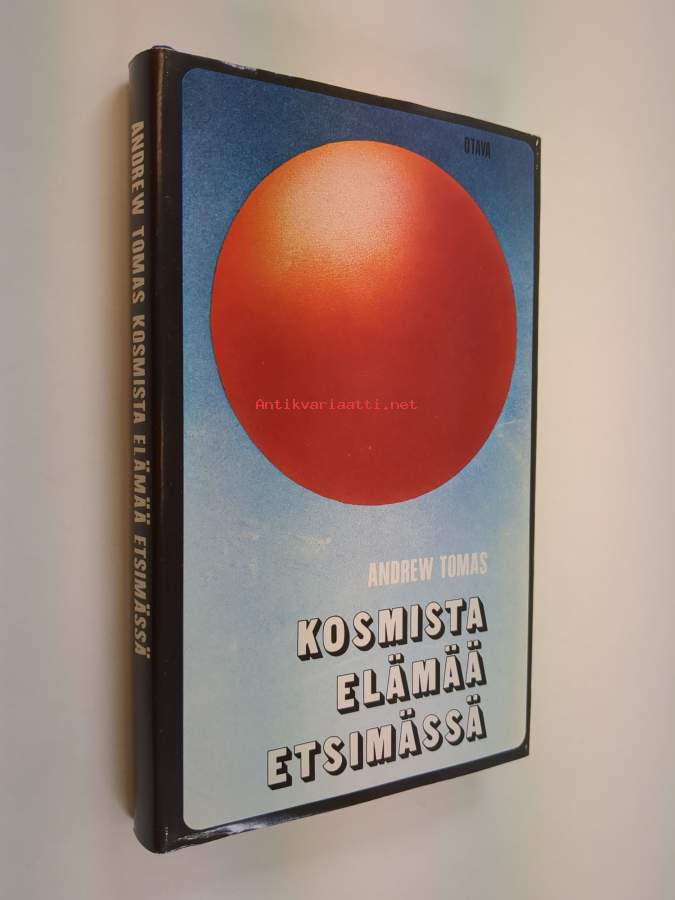 ANDREW TOMAS KOSMISTA ELÄMÄÄ ETSIMÄSSÄ
OTAVA
Antikvariaatti.net
ANDREW TOMAS
KOSMISTA
ELÄMÄÄ
ETSIMÄSSÄ